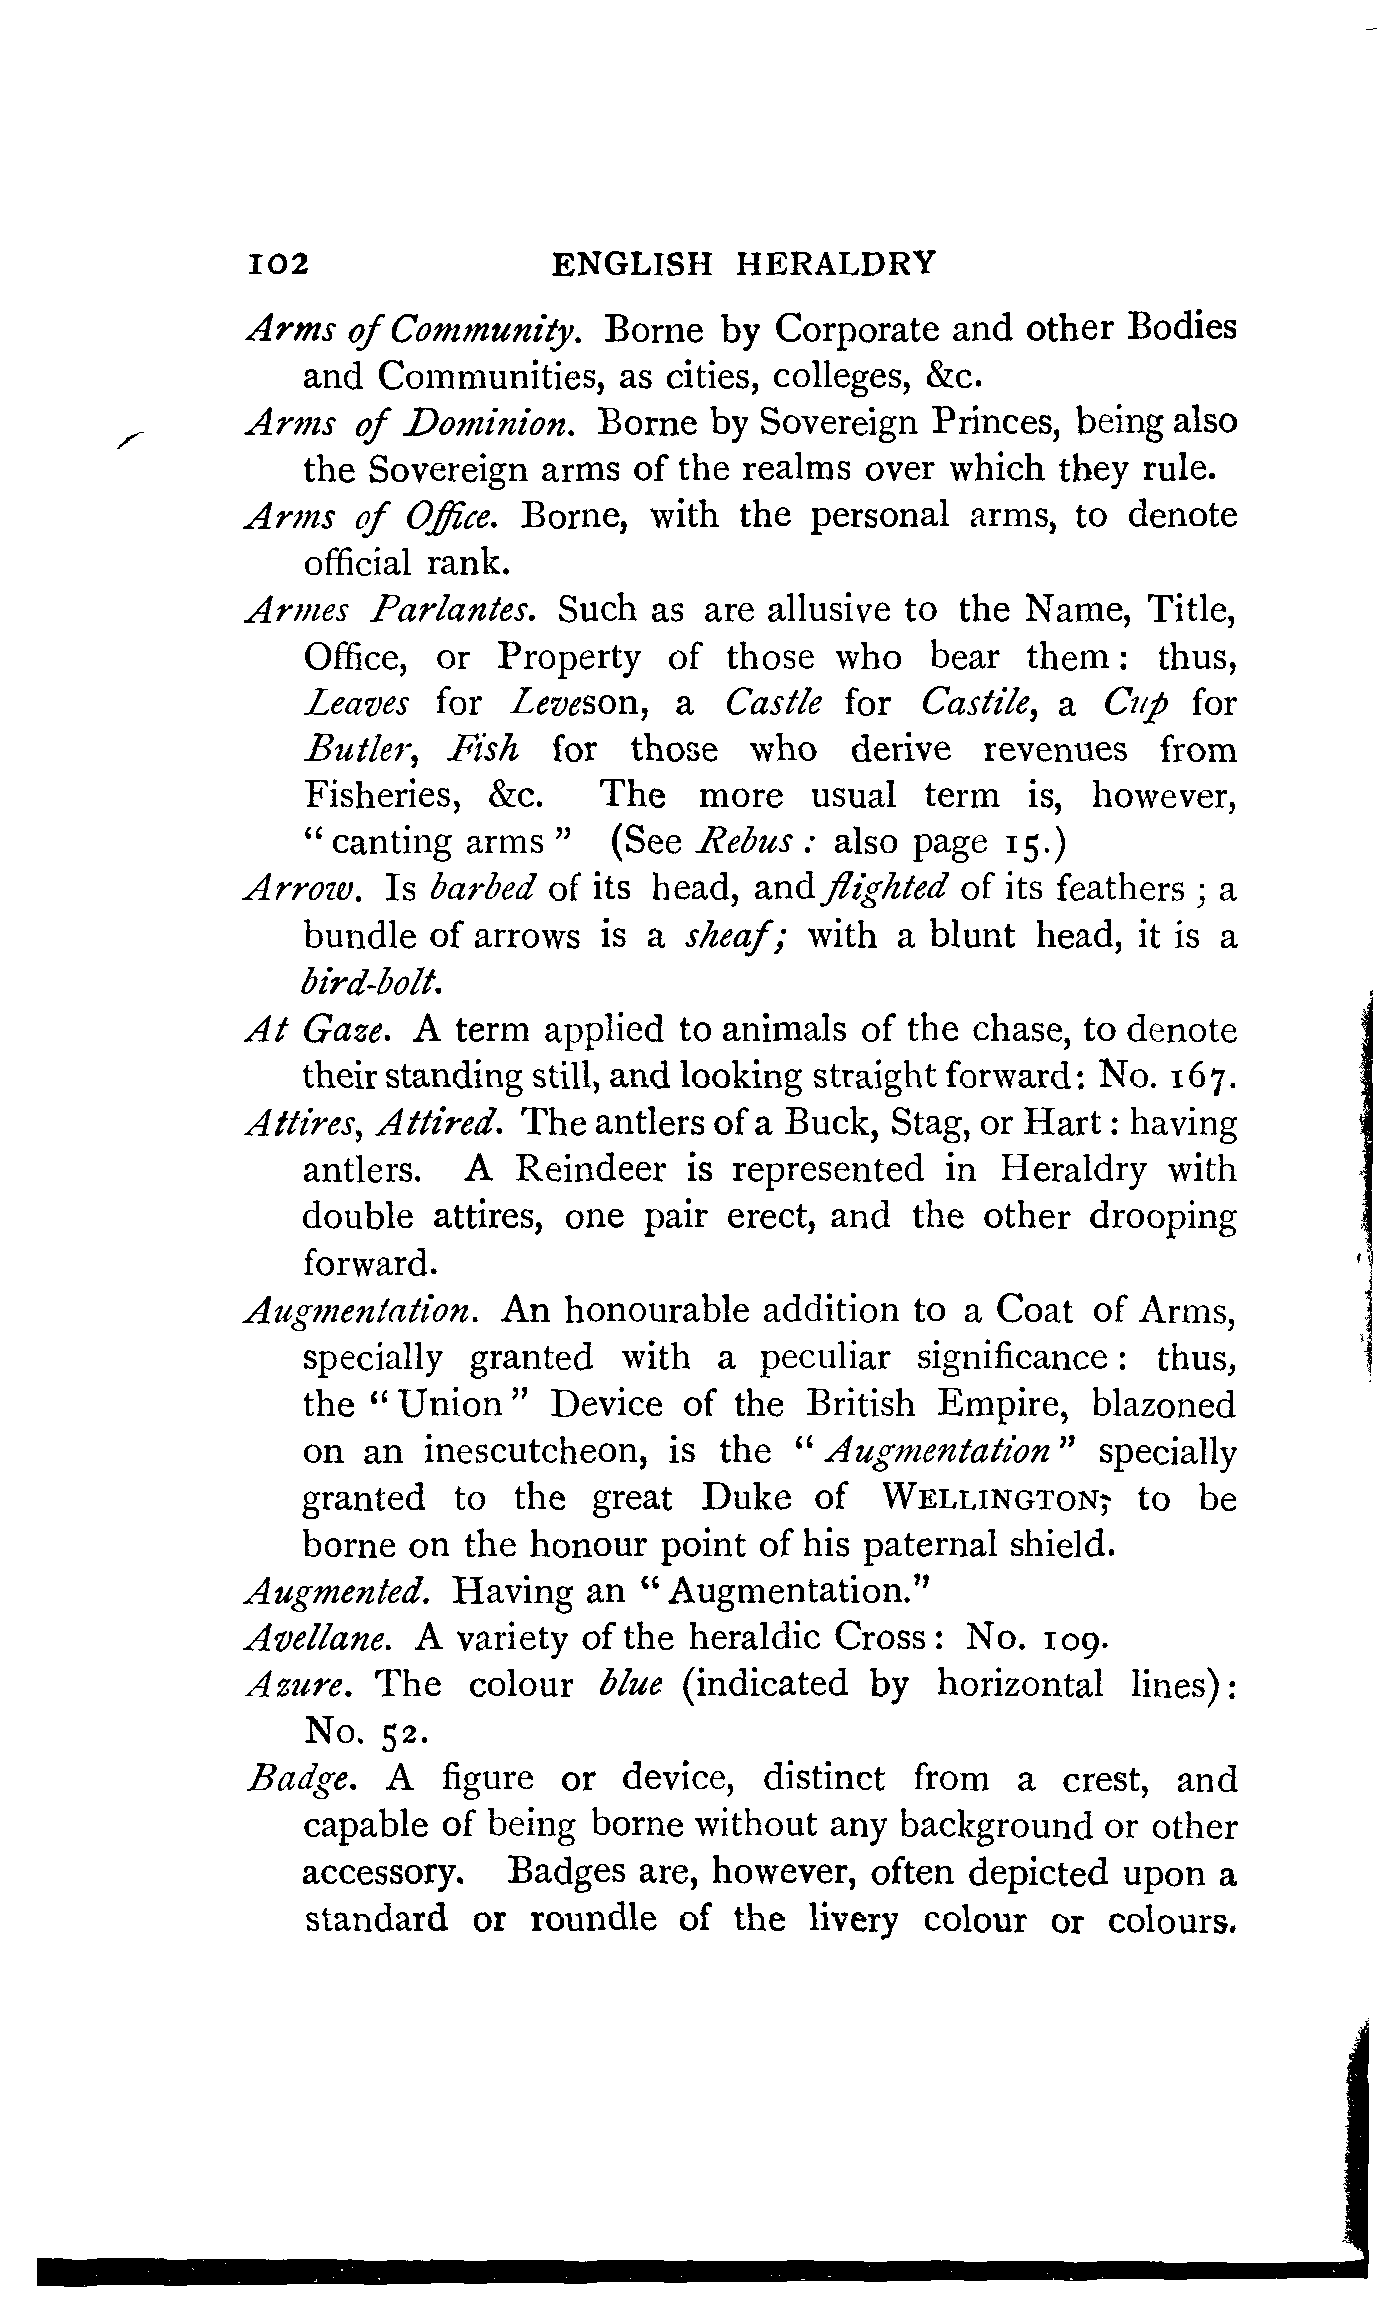 102 ENGLISH HERALDRY
Arms of Community. Borne by Corporate and other Bodies
and Communities, as cities, colleges, &c.
Arms of Dominion. Borne by Sovereign Princes, being also
the Sovereign arms of the realms over which they rule.
Arms of Office. Borne, with the personal arms, to denote
official rank.
Armes Parlantes. Such as are allusive to the Name, Title,
Office, or Property of those who bear them : thus,
Leaves for Leveson, a Castle for Castile, a Cup for
Butler, Fish for those who derive revenues from
Fisheries, &c. The more usual term is, however,
“ canting arms ” (See Rebus : also page 15.)
Arrow. Is barbed of its head, and flighted of its feathers ; a
bundle of arrows is a sheaf; with a blunt head, it is a
bird-bolt.
At Gaze. A term applied to animals of the chase, to denote
their standing still, and looking straight forward: No. 167.
Attires, Attired. The antlers of a Buck, Stag, or Hart : having
antlers. A Reindeer is represented in Heraldry with
double attires, one pair erect, and the other drooping
forward.
Augmentation. An honourable addition to a Coat of Arms,
specially granted with a peculiar significance : thus,
the “ Union ” Device of the British Empire, blazoned
on an inescutcheon, is the “ Augmentation ” specially
granted to the great Duke of WELLINGTON, to be
borne on the honour point of his paternal shield.
Augmented. Having an “ Augmentation.”
Avellane. A variety of the heraldic Cross : No. 109.
Azure. The colour blue (indicated by horizontal lines) :
No. 52.
Badge. A figure or device, distinct from a crest, and
capable of being borne without any background or other
accessory. Badges are, however, often depicted upon a
standard or roundle of the livery colour or colours.